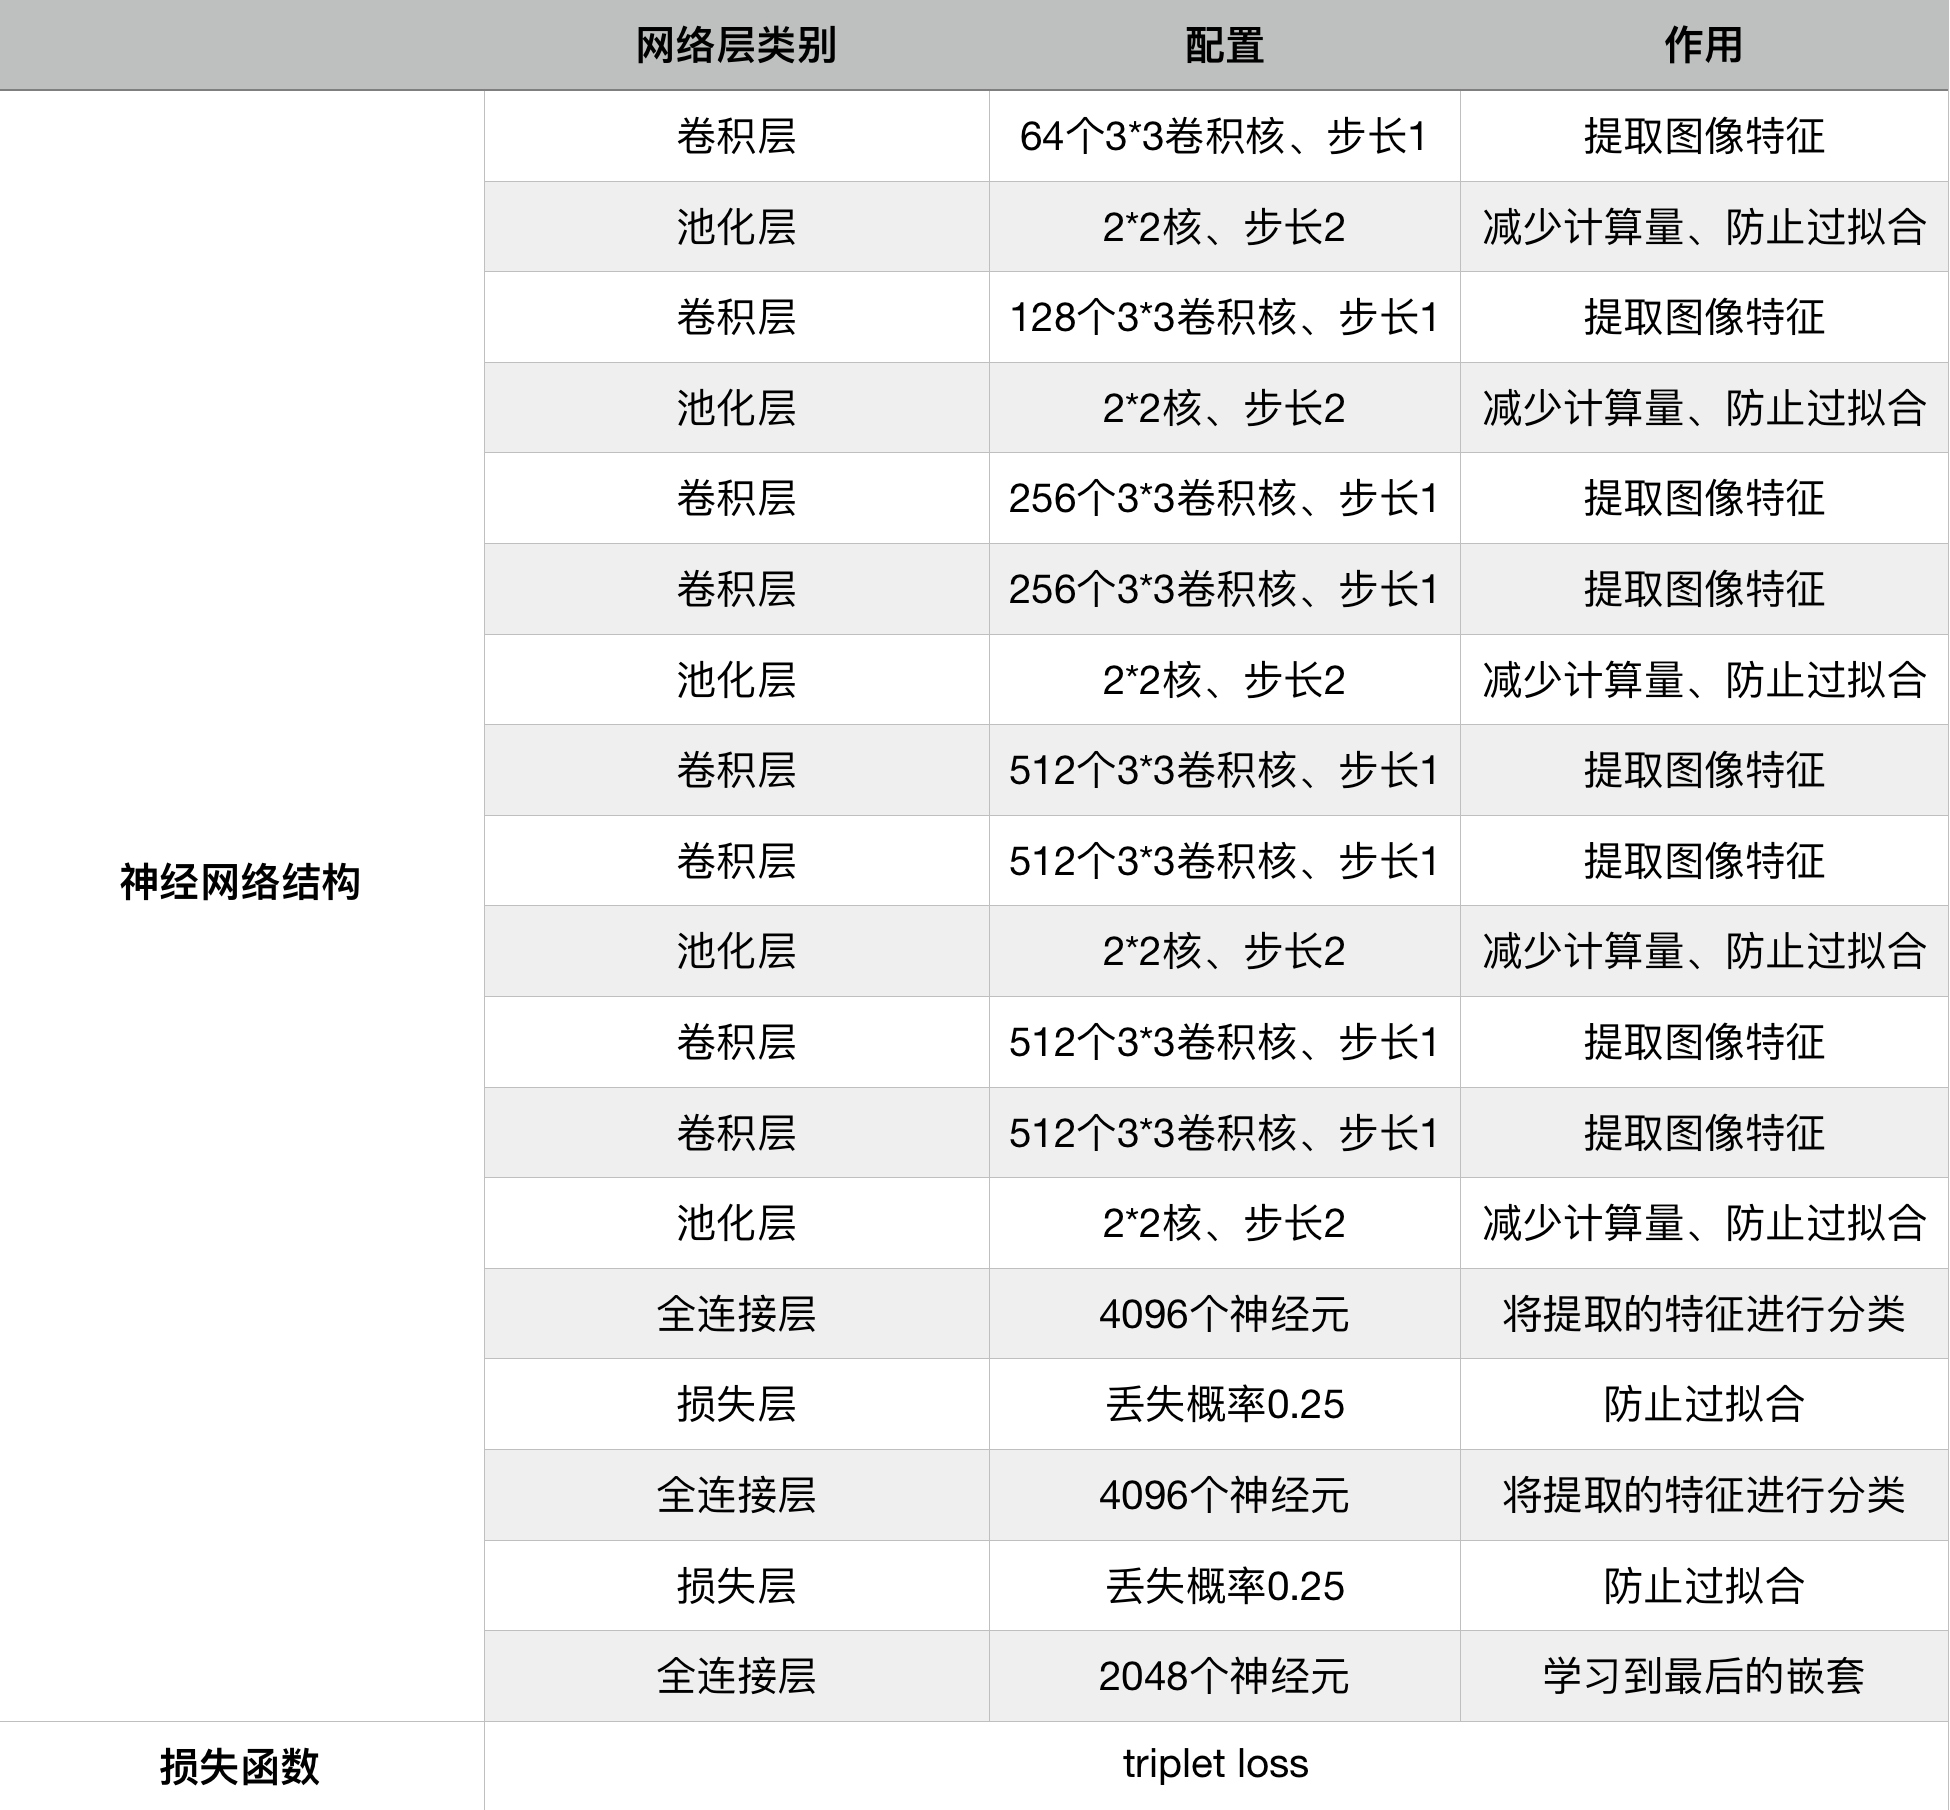 网络层类别 配置 作用
卷积层 64个3*3卷积核、步长1 提取图像特征
池化层 2*2核、步长2 减少计算量、防止过拟合
卷积层 128个3*3卷积核、步长1 提取图像特征
池化层 2*2核、步长2 减少计算量、防止过拟合
卷积层 256个3*3卷积核、步长1 提取图像特征
卷积层 256个3*3卷积核、步长1 提取图像特征
池化层 2*2核、步长2 减少计算量、防止过拟合
卷积层 512个3*3卷积核、步长1 提取图像特征
神经网络结构 卷积层 512个3*3卷积核、步长1 提取图像特征
池化层 2*2核、步长2 减少计算量、防止过拟合
卷积层 512个3*3卷积核、步长1 提取图像特征
卷积层 512个3*3卷积核、步长1 提取图像特征
池化层 2*2核、步长2 减少计算量、防止过拟合
全连接层 4096个神经元 将提取的特征进行分类
损失层 丢失概率0.25 防止过拟合
全连接层 4096个神经元 将提取的特征进行分类
损失层 丢失概率0.25 防止过拟合
全连接层 2048个神经元 学习到最后的嵌套
损失函数 triplet loss